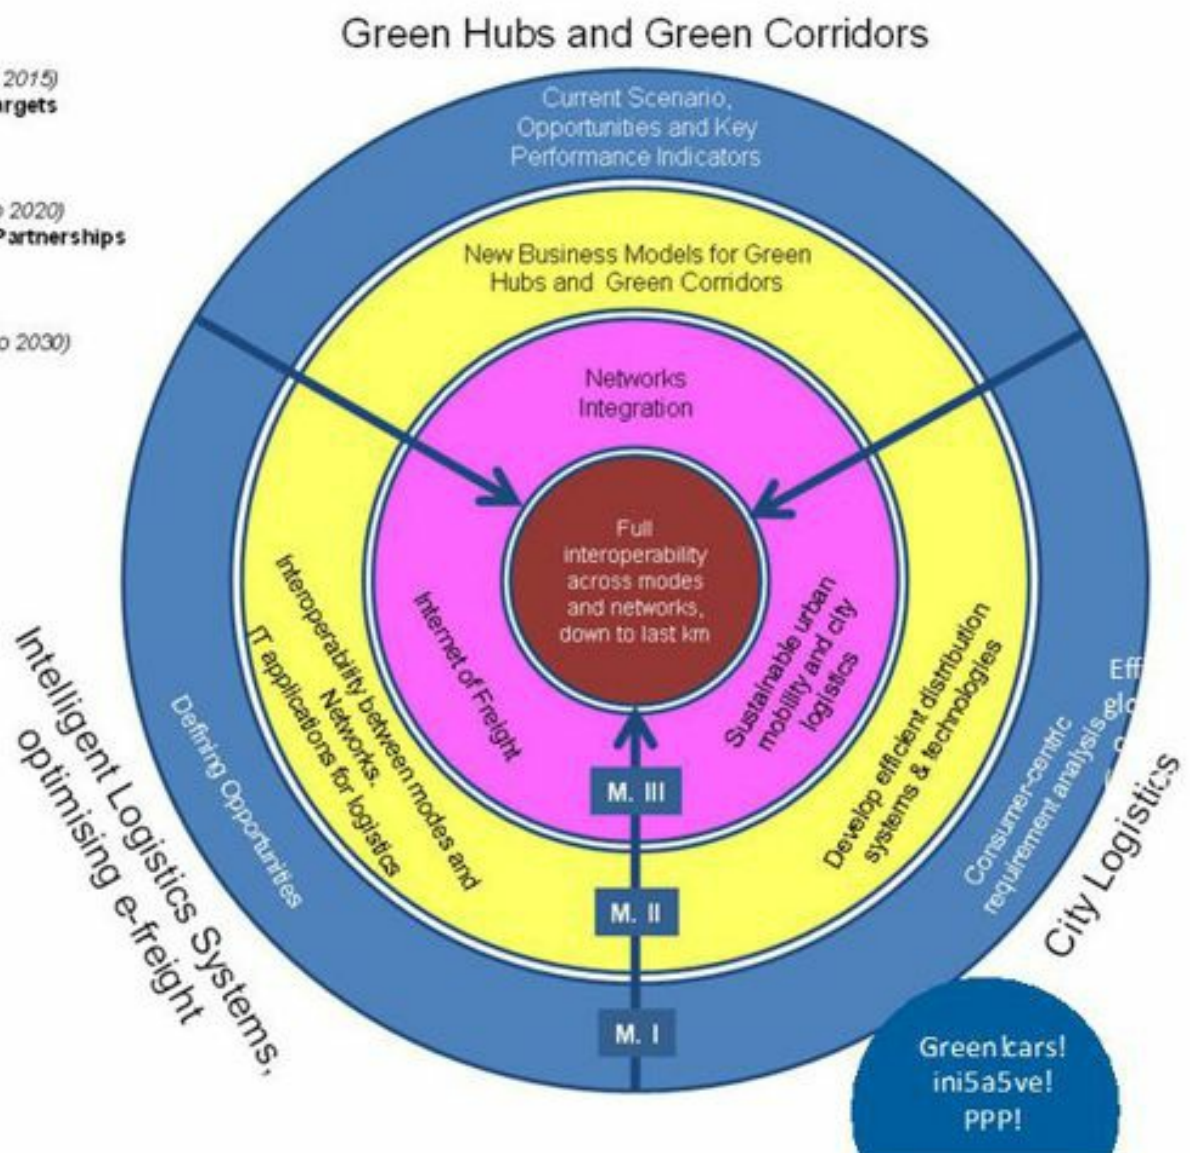 Green Hubs and Green Corridors
2015)
argets
2020)
Partnerships
o 2030)
Current Scenario,
Opportunities and Key
Performance Indicators
New Business Models for Green
Hubs and Green Corridors
Networks
Integration
Full
interoperability
across modes
and networks,
down to last km
Internet of Freight
Interoperability between modes and
Networks.
IT applications for logistics
Defining Opportunities
Intelligent Logistics Systems,
optimising e-freight
Sustainable urban
mobility and city
logistics
Develop efficient distribution
systems & technologies
Consumer-centric
requirement analysis
Eff
glo
City Logistics
M. III
M. II
M. I
Green cars!
ini5a5ve!
PPP!